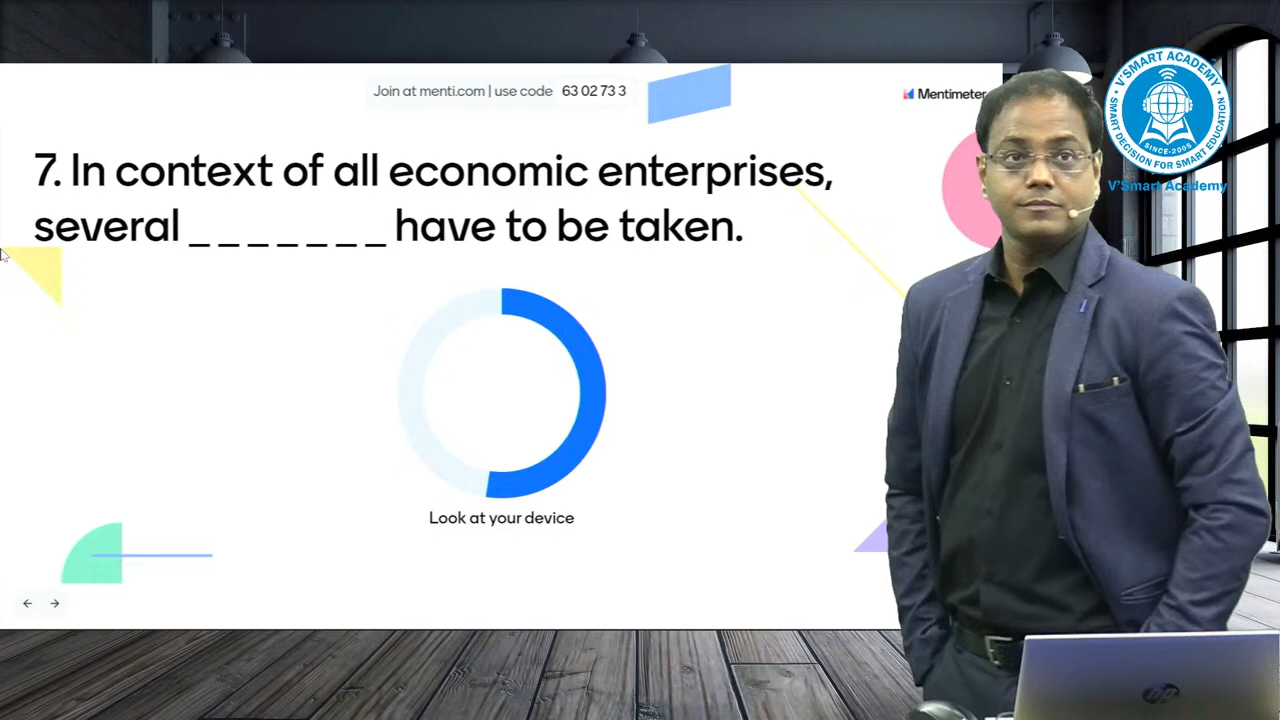 Join at menti.com | use code 63 02 73 3
Mentimeter
7. In context of all economic enterprises,
several _ _ _ _ _ _ _ have to be taken.
Look at your device
V'SMART ACADEMY
SMART DECISION FOR SMART EDUCATION
SINCE-2005
V'Smart Academy
hp